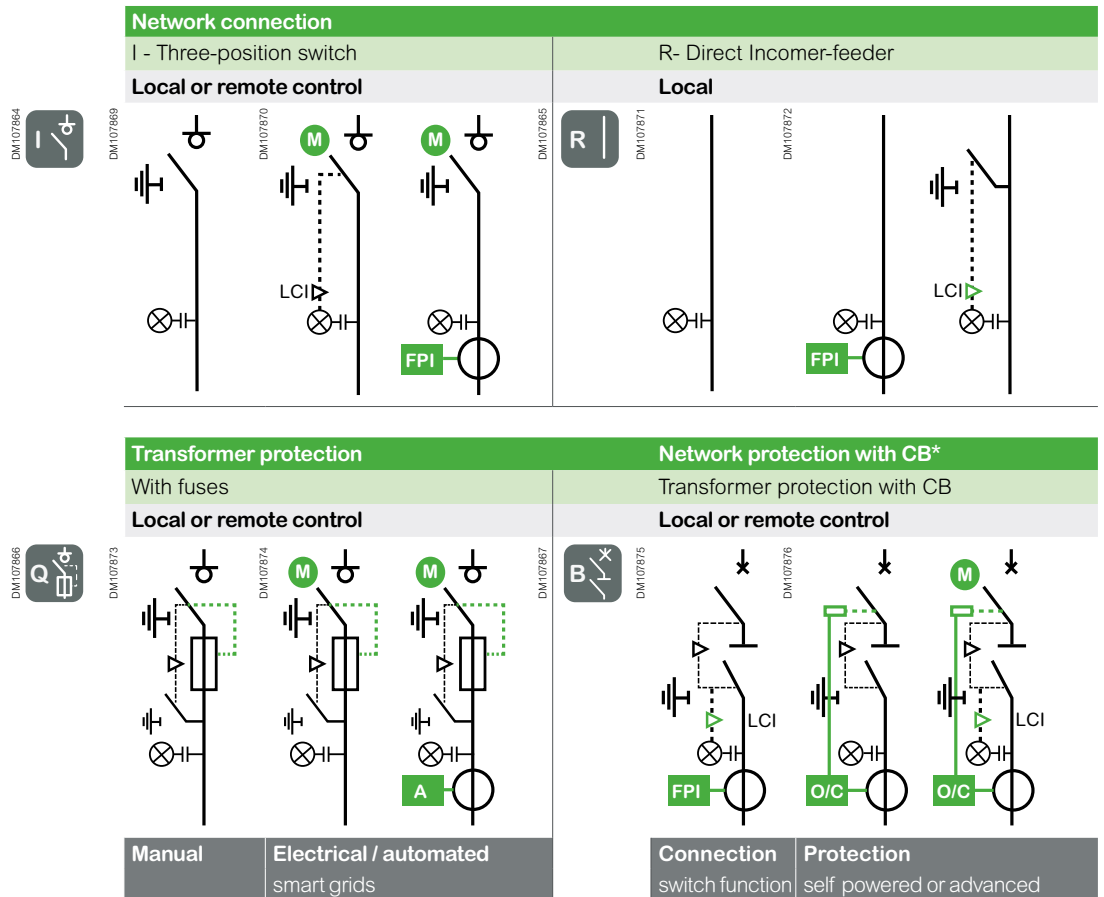 Network connection
I - Three-position switch
R- Direct Incomer-feeder
Local or remote control
Local
DM107864
I
DM107869
DM107870
M
M
DM107865
R
DM107871
DM107872
LCI
LCI
FPI
FPI
Transformer protection
Network protection with CB*
With fuses
Transformer protection with CB
Local or remote control
Local or remote control
DM107866
Q
DM107873
DM107874
M
M
DM107867
B
DM107875
DM107876
M
LCI
LCI
A
FPI
O/C
O/C
Manual
Electrical / automated
smart grids
Connection
switch function
Protection
self powered or advanced